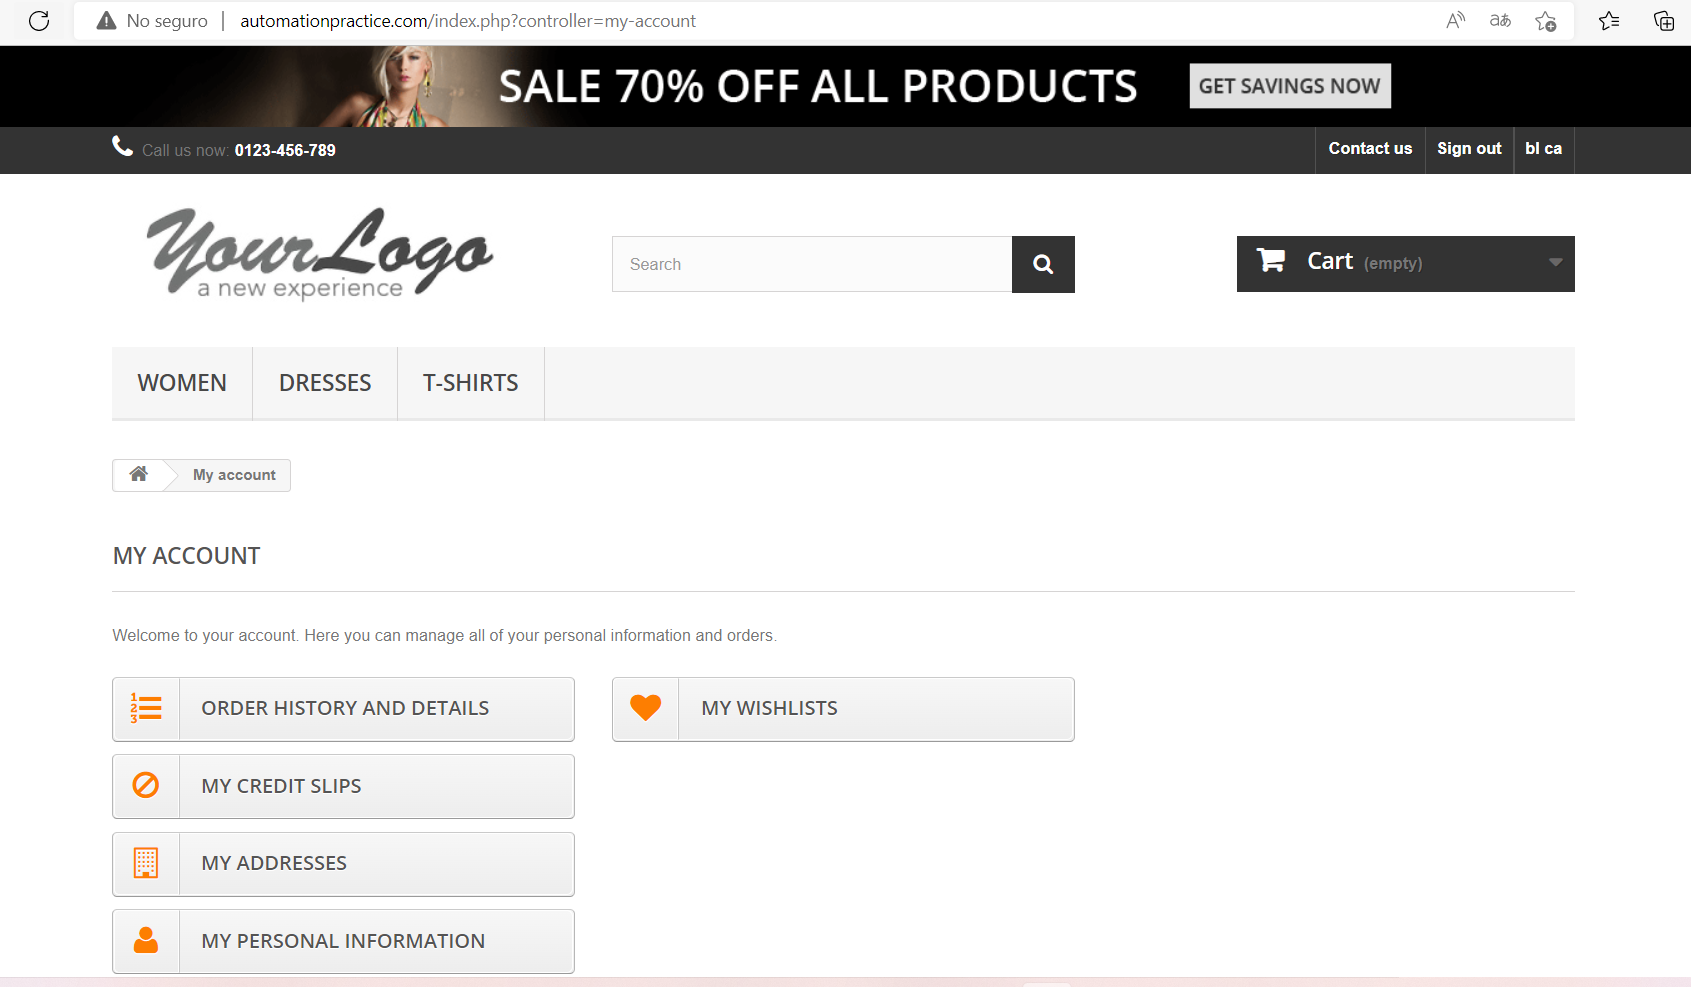 No seguro | automationpractice.com/index.php?controller=my-account
SALE 70% OFF ALL PRODUCTS GET SAVINGS NOW
Call us now: 0123-456-789 Contact us Sign out bl ca
Your Logo
a new experience
Search
Cart (empty)
WOMEN DRESSES T-SHIRTS
My account
MY ACCOUNT
Welcome to your account. Here you can manage all of your personal information and orders.
ORDER HISTORY AND DETAILS MY WISHLISTS
MY CREDIT SLIPS
MY ADDRESSES
MY PERSONAL INFORMATION